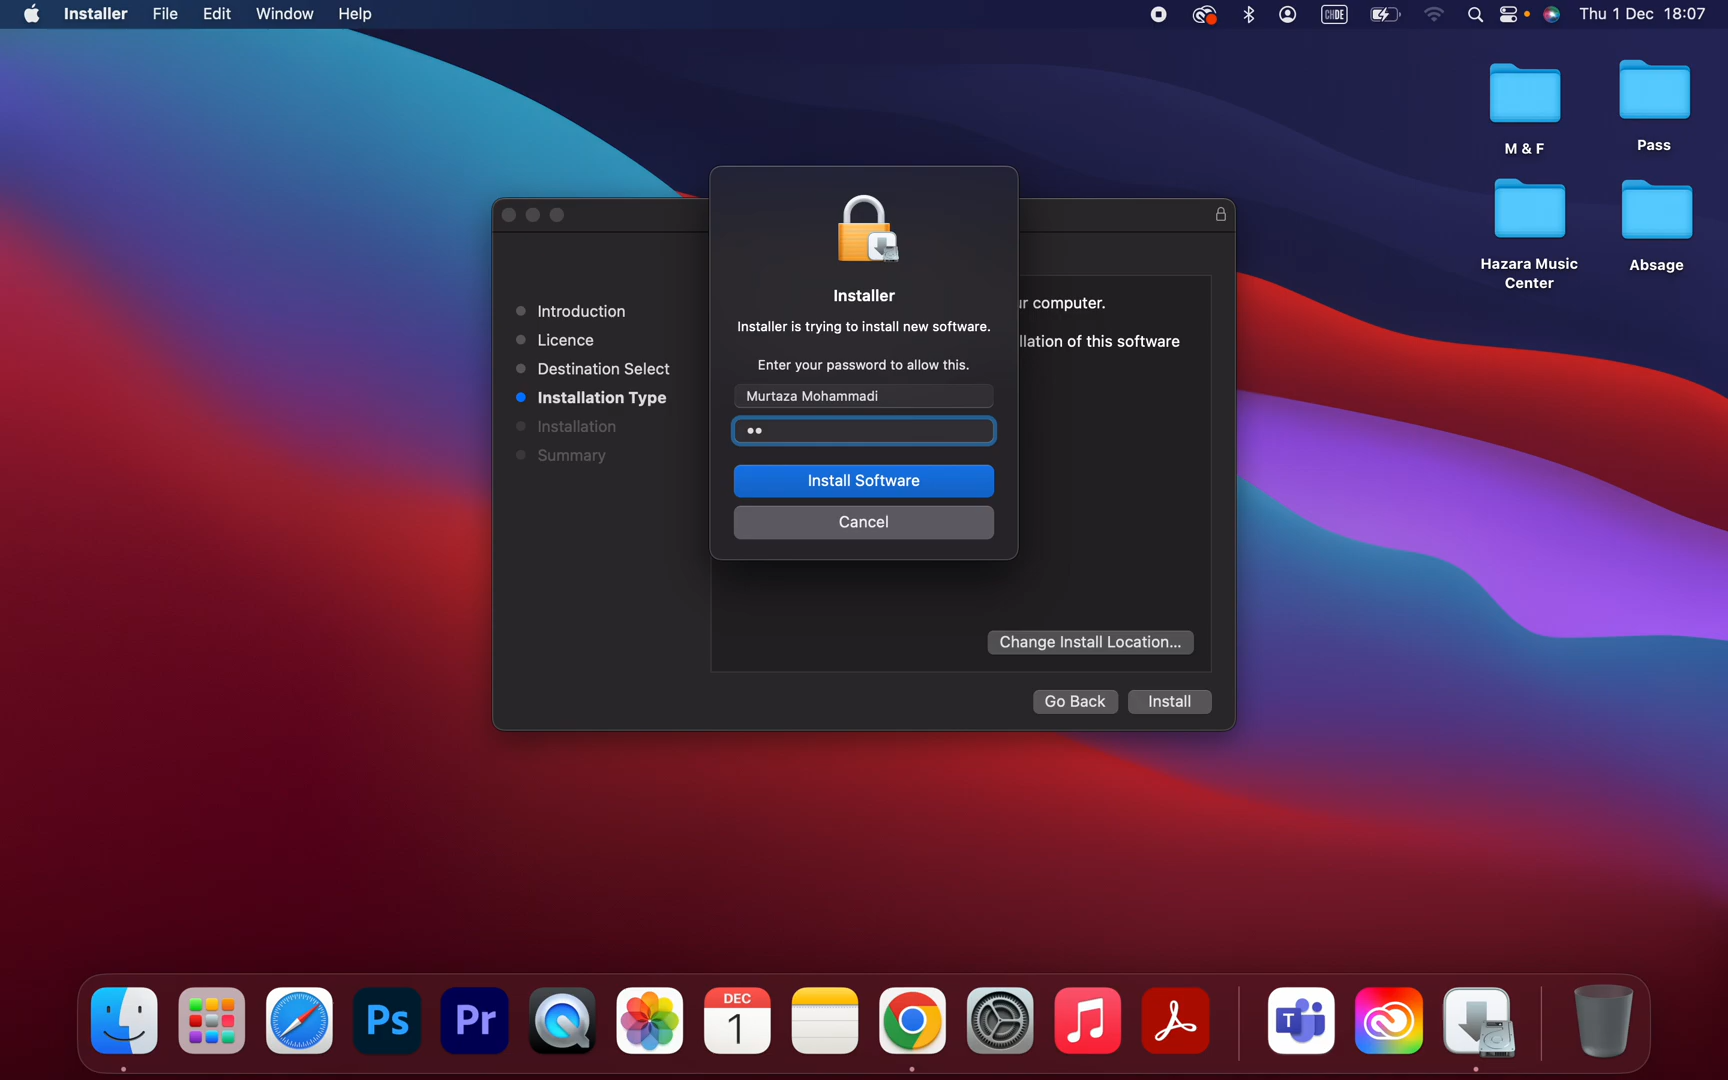 Installer File Edit Window Help CHDE Thu 1 Dec 18:07
M & F
Pass
Hazara Music
Center
Absage
Installer
Installer is trying to install new software.
Enter your password to allow this.
Murtaza Mohammadi
••
Install Software
Cancel
Introduction
Licence
Destination Select
Installation Type
Installation
Summary
ur computer.
llation of this software
Change Install Location...
Go Back Install
Ps Pr DEC
1
T